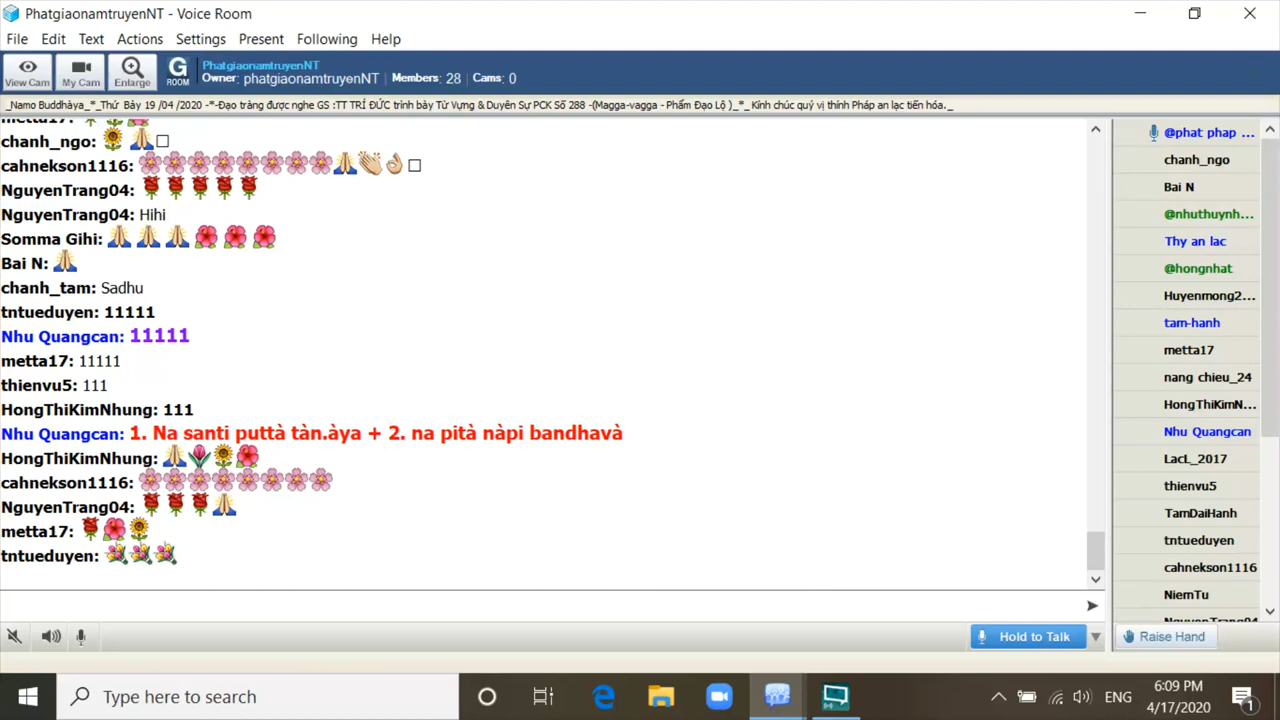 PhatgiaonamtruyenNT - Voice Room
File Edit Text Actions Settings Present Following Help
View Cam My Cam Enlarge G ROOM
PhatgiaonamtruyenNT
Owner: phatgiaonamtruyenNT Members: 28 Cams: 0
_Namo Buddhàya_*_Thứ Bảy 19 /04 /2020 -*-Đạo tràng được nghe GS :TT TRÍ ĐỨC trình bày Từ Vựng & Duyên Sự PCK Số 288 -(Magga-vagga - Phẩm Đạo Lộ )_*_ Kính chúc quý vị thính Pháp an lạc tiến hóa._
metta17:
chanh_ngo:
cahnekson1116:
NguyenTrang04:
NguyenTrang04: Hihi
Somma Gihi:
Bai N:
chanh_tam: Sadhu
tntueduyen: 11111
Nhu Quangcan: 11111
metta17: 11111
thienvu5: 111
HongThiKimNhung: 111
Nhu Quangcan: 1. Na santi puttà tàn.àya + 2. na pità nàpi bandhavà
HongThiKimNhung:
cahnekson1116:
NguyenTrang04:
metta17:
tntueduyen:
@phat phap ...
chanh_ngo
Bai N
@nhuthuynh...
Thy an lac
@hongnhat
Huyenmong2...
tam-hanh
metta17
nang chieu_24
HongThiKimN...
Nhu Quangcan
LacL_2017
thienvu5
TamDaiHanh
tntueduyen
cahnekson1116
NiemTu
NguyenTrang04
Hold to Talk
Raise Hand
Type here to search
ENG
6:09 PM
4/17/2020
1